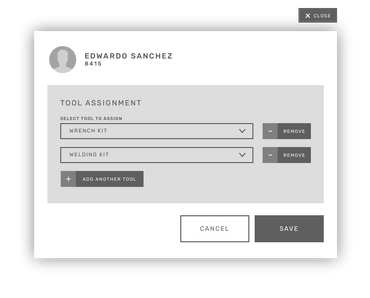 CLOSE
EDWARDO SANCHEZ
8415
TOOL ASSIGNMENT
SELECT TOOL TO ASSIGN
WRENCH KIT
REMOVE
WELDING KIT
REMOVE
ADD ANOTHER TOOL
CANCEL
SAVE